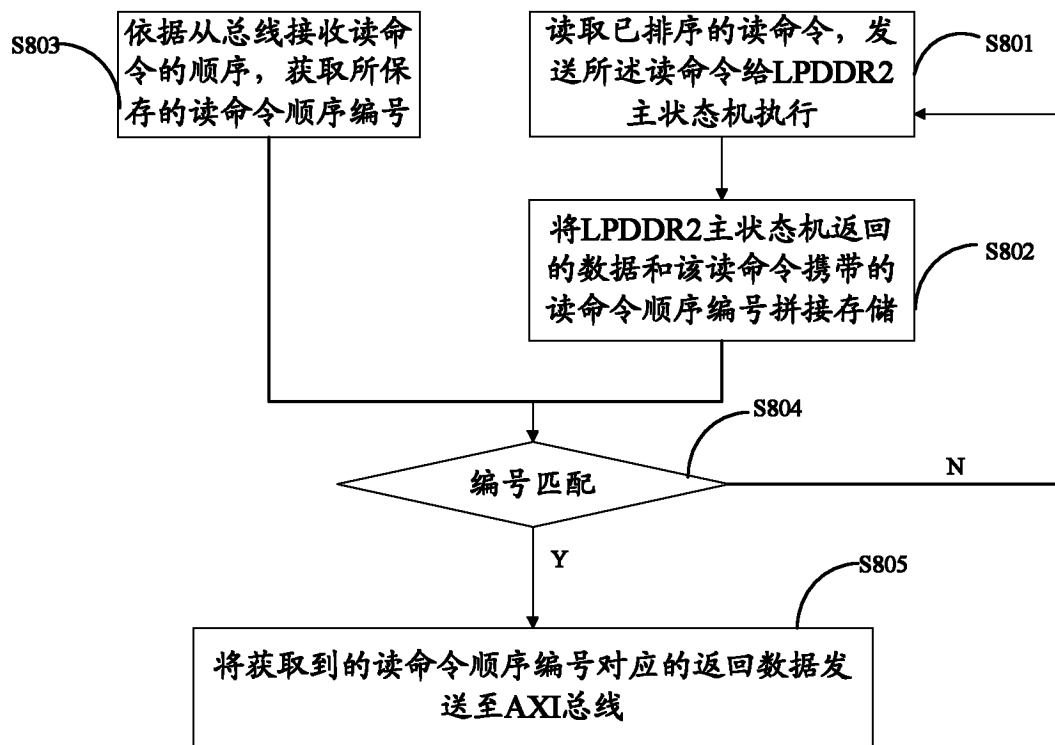 S803
依据从总线接收读命
令的顺序，获取所保
存的读命令顺序编号
读取已排序的读命令，发
送所述读命令给LPDDR2
主状态机执行
S801
将LPDDR2主状态机返回
的数据和该读命令携带的
读命令顺序编号拼接存储
S802
S804
编号匹配
N
Y
S805
将获取到的读命令顺序编号对应的返回数据发
送至AXI总线